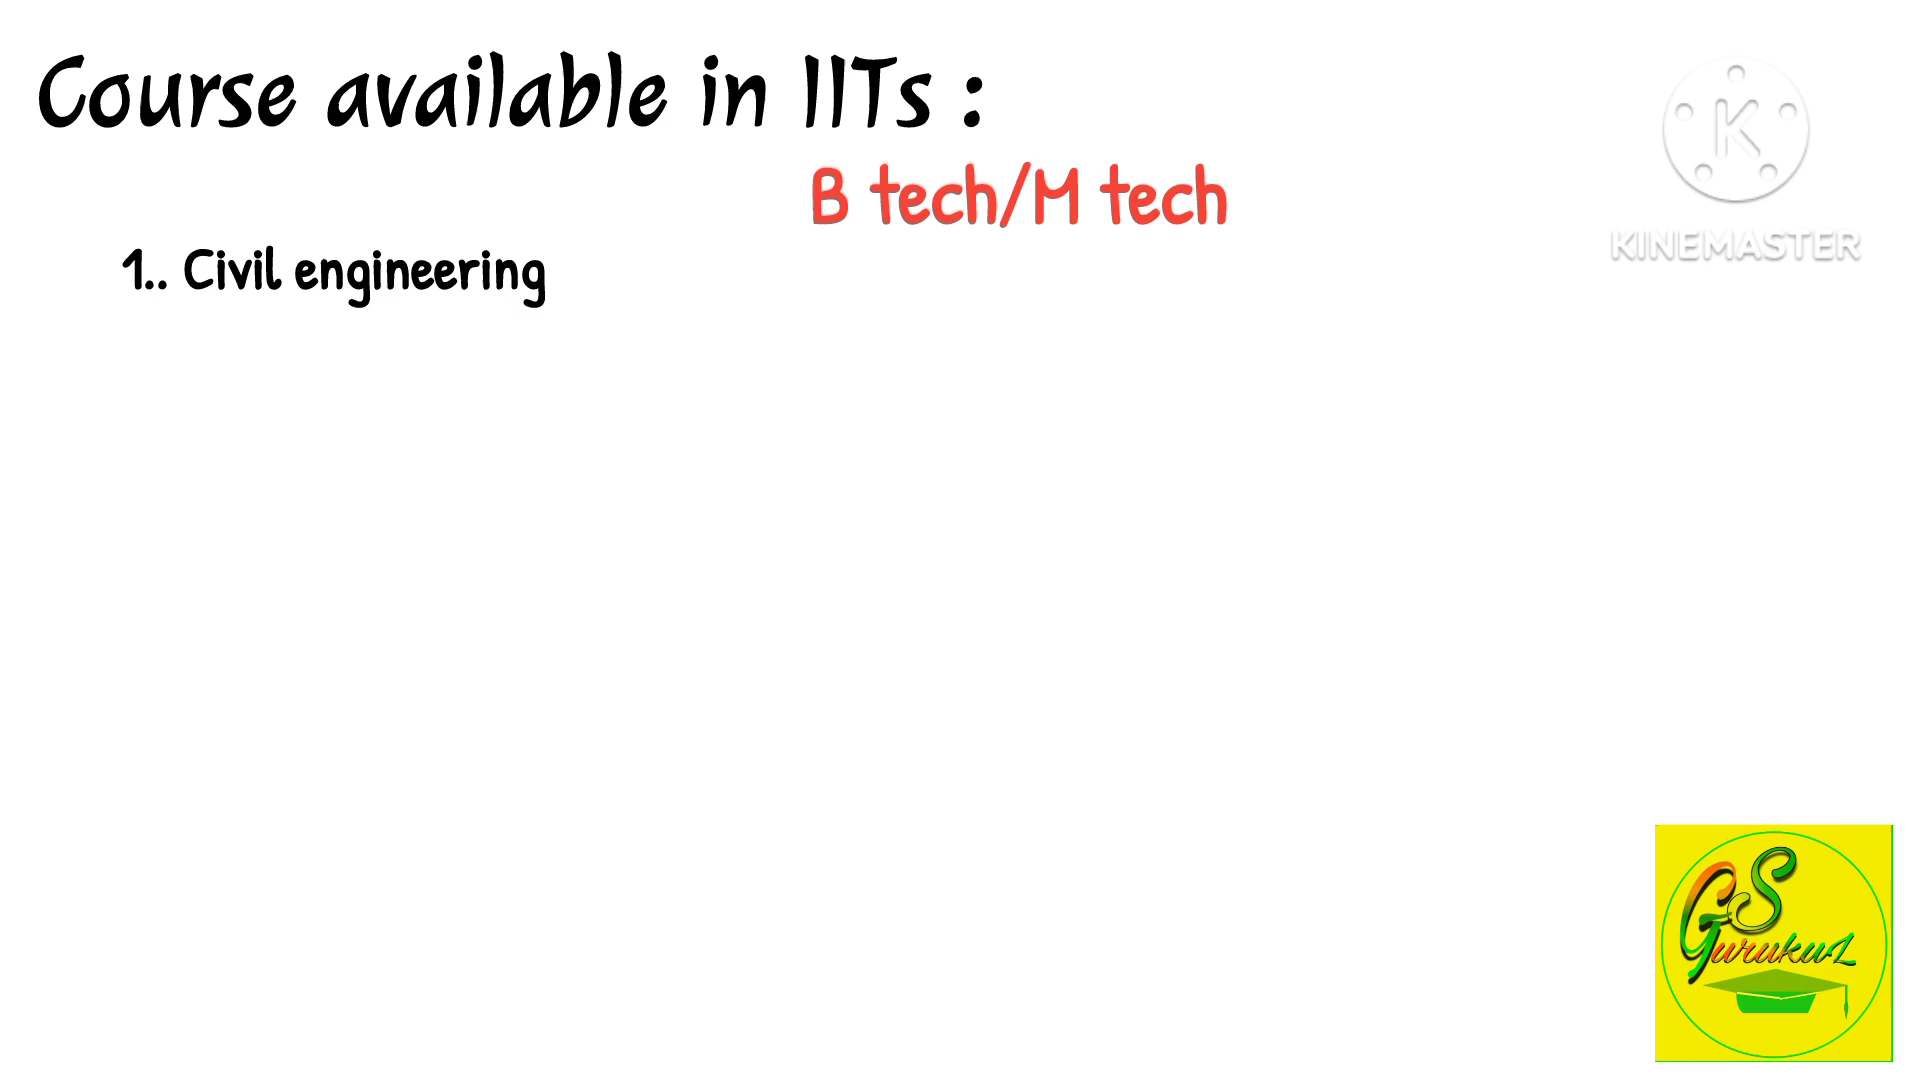 Course available in IITs :
B tech/M tech
1.. Civil engineering
K
KINEMASTER
GS
Gurukul